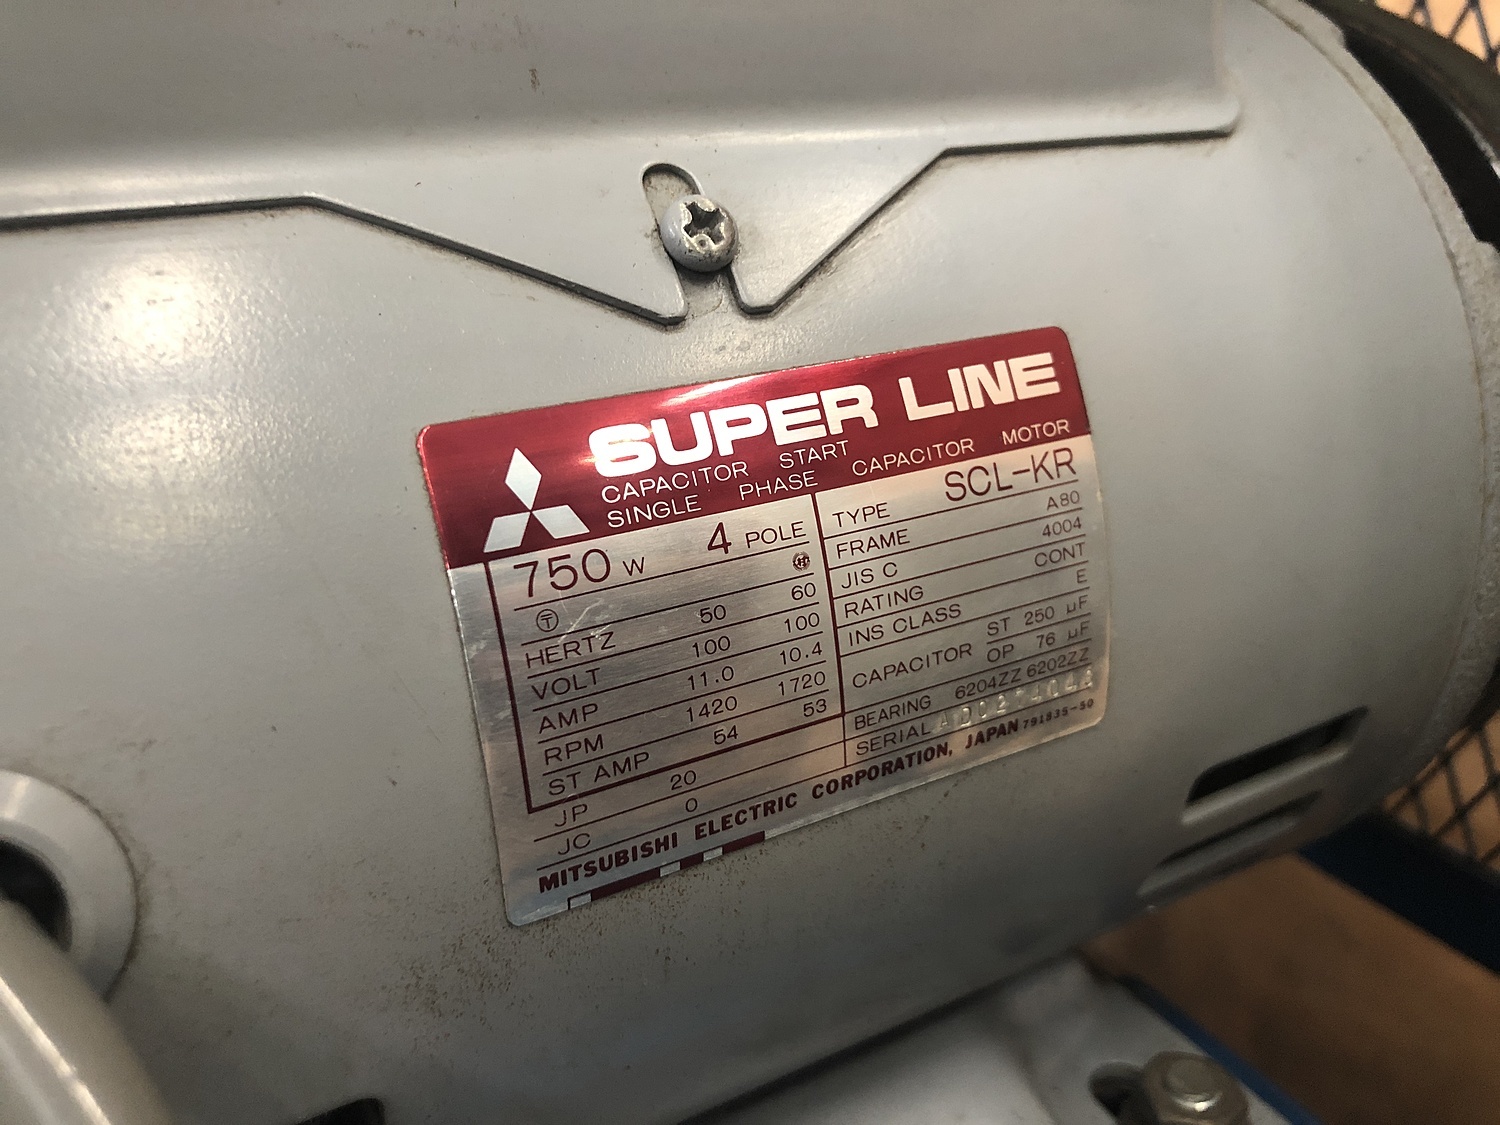 SUPER LINE
CAPACITOR START CAPACITOR MOTOR
SINGLE PHASE
750 W 4 POLE
Ⓣ
HERTZ 50 60
VOLT 100 100
AMP 11.0 10.4
RPM 1420 1720
ST AMP 54 53
JP 20
JC 0
TYPE SCL-KR
FRAME A80
JIS C 4004
RATING CONT
INS CLASS E
CAPACITOR ST 250 μF
OP 76 μF
BEARING 6204ZZ 6202ZZ
SERIAL
MITSUBISHI ELECTRIC CORPORATION, JAPAN 791835-50